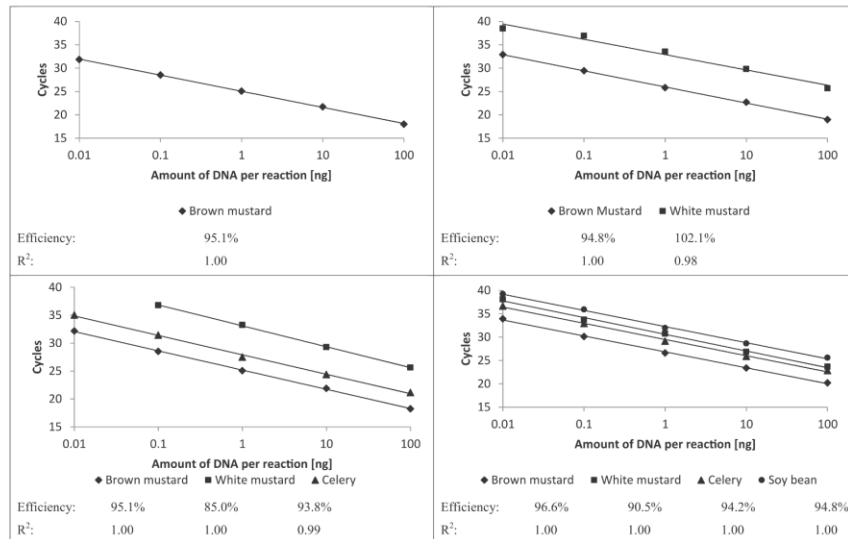 40
35
30
25
20
15
Cycles
0.01 0.1 1 10 100
Amount of DNA per reaction [ng]
Brown mustard
Efficiency: 95.1%
R²: 1.00
40
35
30
25
20
15
Cycles
0.01 0.1 1 10 100
Amount of DNA per reaction [ng]
Brown Mustard White mustard
Efficiency: 94.8% 102.1%
R²: 1.00 0.98
40
35
30
25
20
15
Cycles
0.01 0.1 1 10 100
Amount of DNA per reaction [ng]
Brown mustard White mustard Celery
Efficiency: 95.1% 85.0% 93.8%
R²: 1.00 1.00 0.99
40
35
30
25
20
15
Cycles
0.01 0.1 1 10 100
Amount of DNA per reaction [ng]
Brown mustard White mustard Celery Soy bean
Efficiency: 96.6% 90.5% 94.2% 94.8%
R²: 1.00 1.00 1.00 1.00